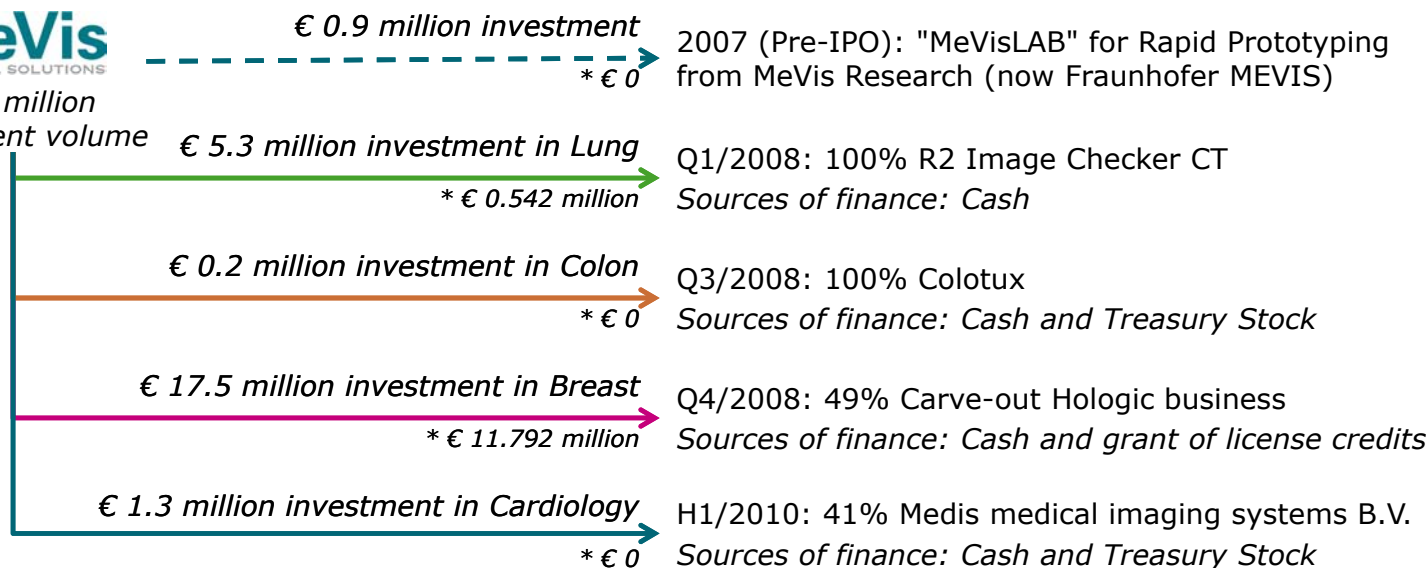 € 0.9 million investment
* € 0
2007 (Pre-IPO): "MeVisLAB" for Rapid Prototyping
from MeVis Research (now Fraunhofer MEVIS)
eVis
SOLUTIONS
million
volume
€ 5.3 million investment in Lung
* € 0.542 million
Q1/2008: 100% R2 Image Checker CT
Sources of finance: Cash
€ 0.2 million investment in Colon
* € 0
Q3/2008: 100% Colotux
Sources of finance: Cash and Treasury Stock
€ 17.5 million investment in Breast
* € 11.792 million
Q4/2008: 49% Carve-out Hologic business
Sources of finance: Cash and grant of license credits
€ 1.3 million investment in Cardiology
* € 0
H1/2010: 41% Medis medical imaging systems B.V.
Sources of finance: Cash and Treasury Stock